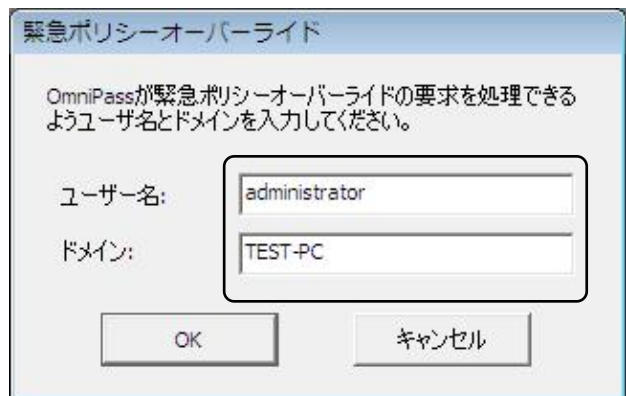 緊急ポリシーオーバーライド
OmniPassが緊急ポリシーオーバーライドの要求を処理できる
ようユーザ名とドメインを入力してください。
ユーザー名: administrator
ドメイン: TEST-PC
OK キャンセル